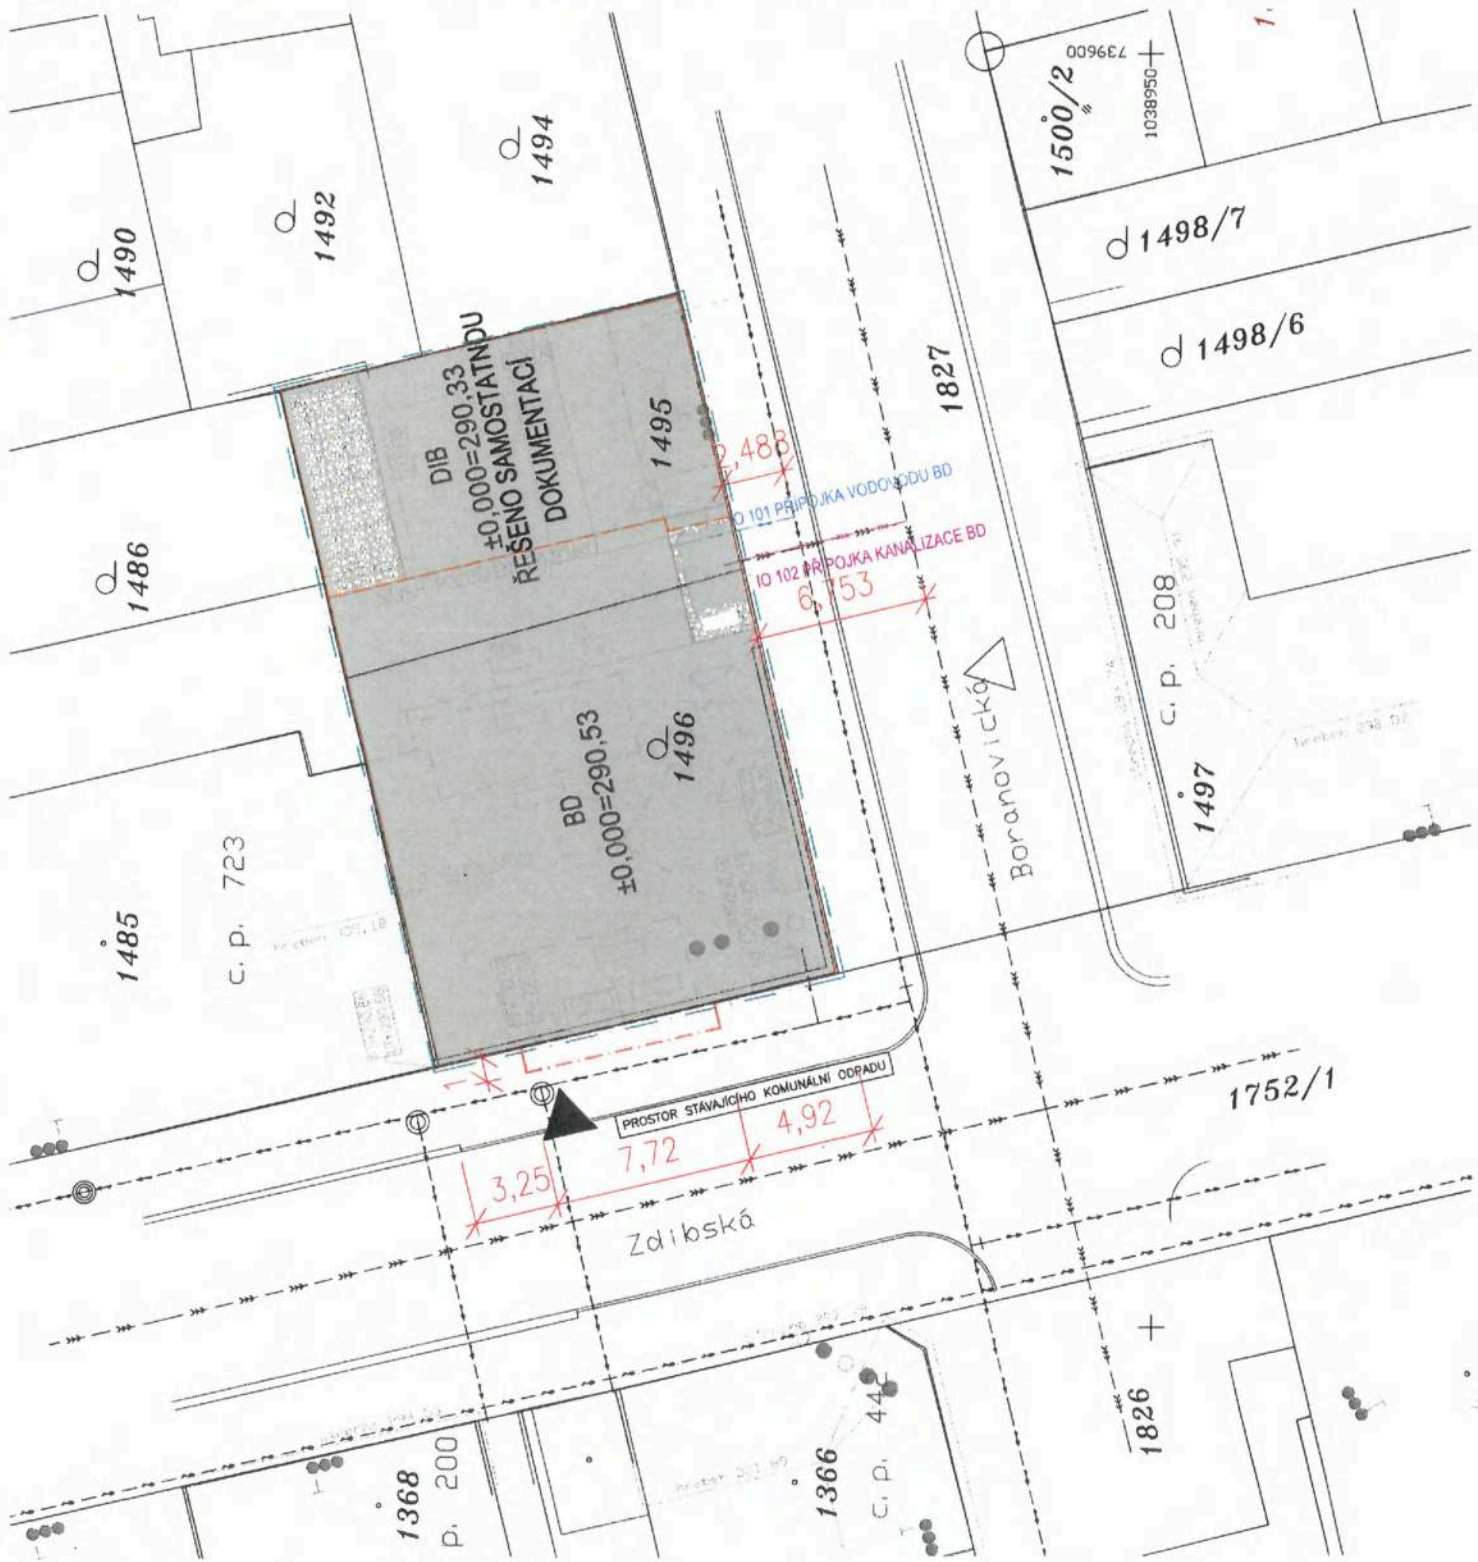 1494
1492
1490
1500/2
739600
1038950
1498/7
1498/6
1827
DIB
±0,000=290,33
ŘEŠENO SAMOSTATNOU
DOKUMENTACÍ
1495
2,488
IO 101 PŘÍPOJKA VODOVODU BD
IO 102 PŘÍPOJKA KANALIZACE BD
6,753
1486
BD
±0,000=290,53
1496
Boranovická
č. p. 208
1497
1485
č. p. 723
1
PROSTOR STÁVAJÍCÍHO KOMUNÁLNÍ ODPADU
3,25
7,72
4,92
Zdibská
1752/1
1826
1368
p. 200
1366
č. p. 44